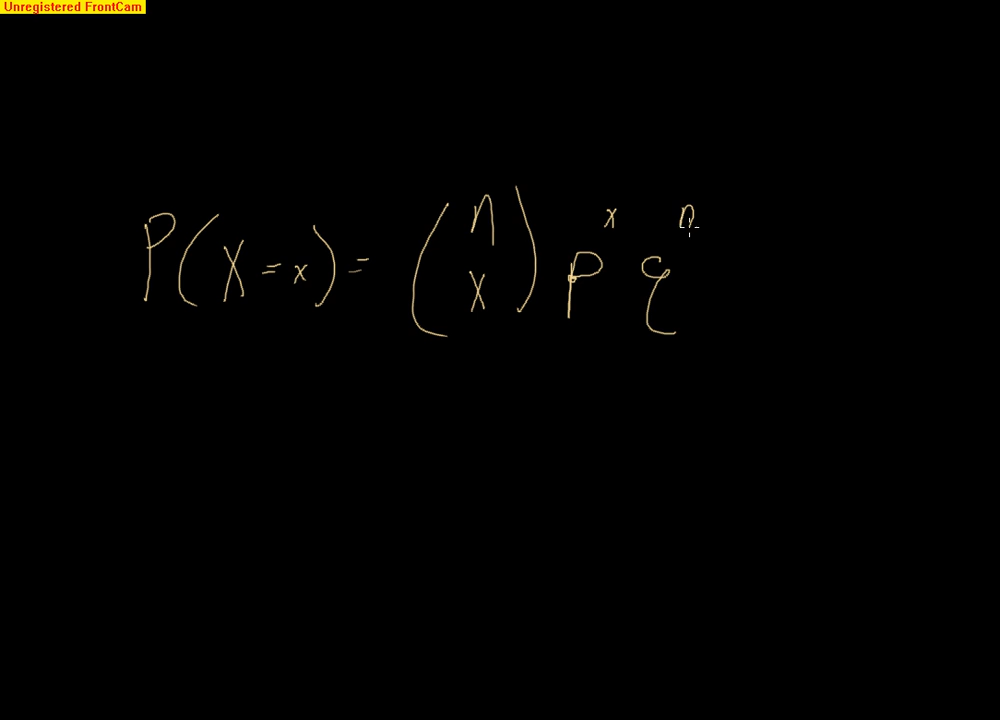 Unregistered FrontCam
P(X=x) = (n x) p^x q^n